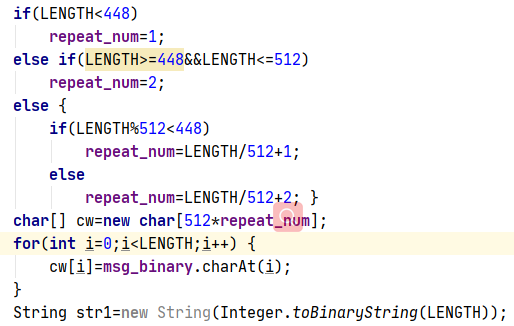 if(LENGTH<448)
    repeat_num=1;
else if(LENGTH>=448&&LENGTH<=512)
    repeat_num=2;
else {
    if(LENGTH%512<448)
        repeat_num=LENGTH/512+1;
    else
        repeat_num=LENGTH/512+2; }
char[] cw=new char[512*repeat_num];
for(int i=0;i<LENGTH;i++) {
    cw[i]=msg_binary.charAt(i);
}
String str1=new String(Integer.toBinaryString(LENGTH));